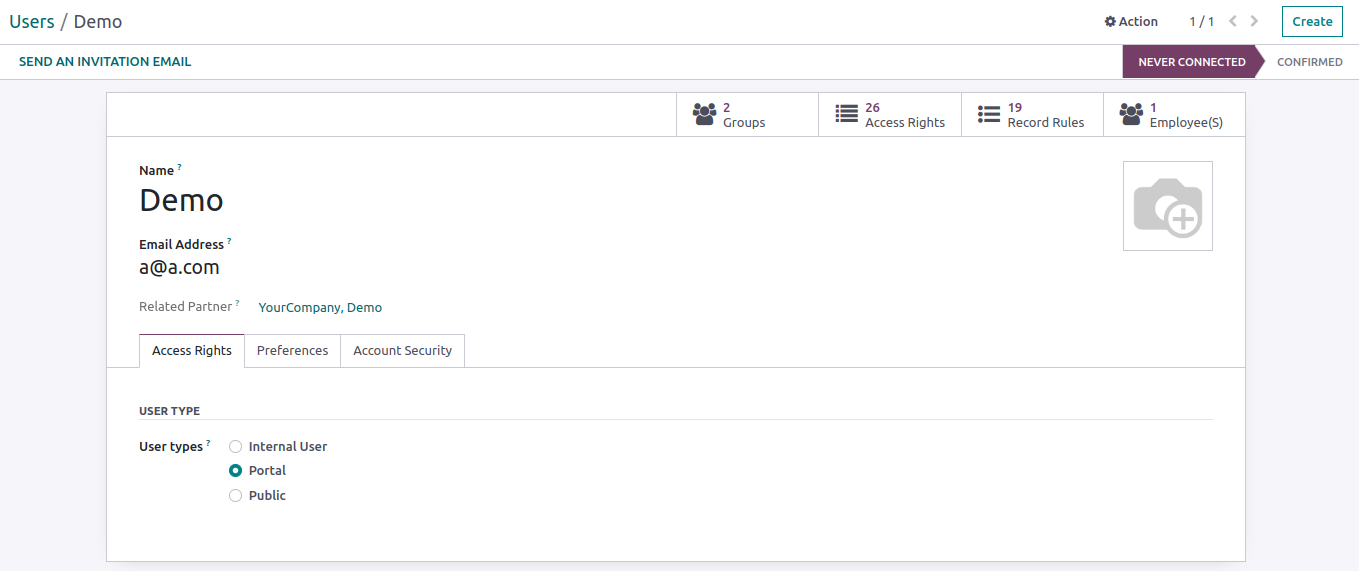 Users / Demo
Action
1 / 1
Create
SEND AN INVITATION EMAIL
NEVER CONNECTED
CONFIRMED
2
Groups
26
Access Rights
19
Record Rules
1
Employee(S)
Name ?
Demo
Email Address ?
a@a.com
Related Partner ? YourCompany, Demo
Access Rights Preferences Account Security
USER TYPE
User types ? Internal User
Portal
Public